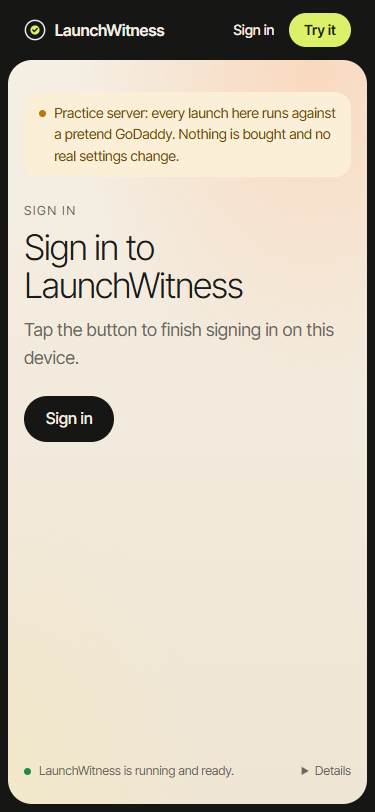 LaunchWitness
Sign in
Try it
Practice server: every launch here runs against
a pretend GoDaddy. Nothing is bought and no
real settings change.
SIGN IN
Sign in to
LaunchWitness
Tap the button to finish signing in on this
device.
Sign in
LaunchWitness is running and ready.
Details